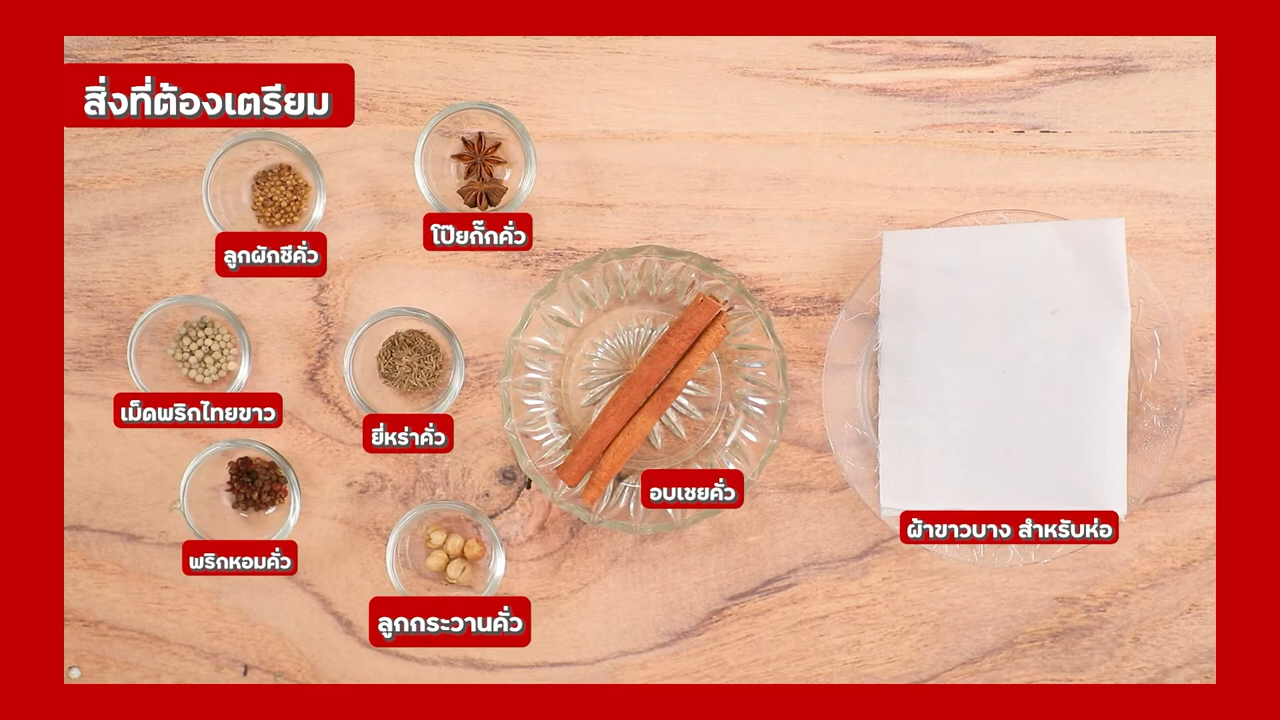 สิ่งที่ต้องเตรียม
ลูกผักชีคั่ว
โป๊ยกั๊กคั่ว
เม็ดพริกไทยขาว
ยี่หร่าคั่ว
อบเชยคั่ว
พริกหอมคั่ว
ลูกกระวานคั่ว
ผ้าขาวบาง สำหรับห่อ